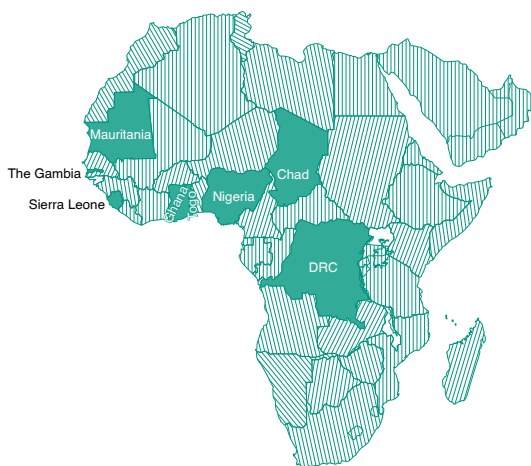 Mauritania
The Gambia
Sierra Leone
Ghana
Togo
Nigeria
Chad
DRC